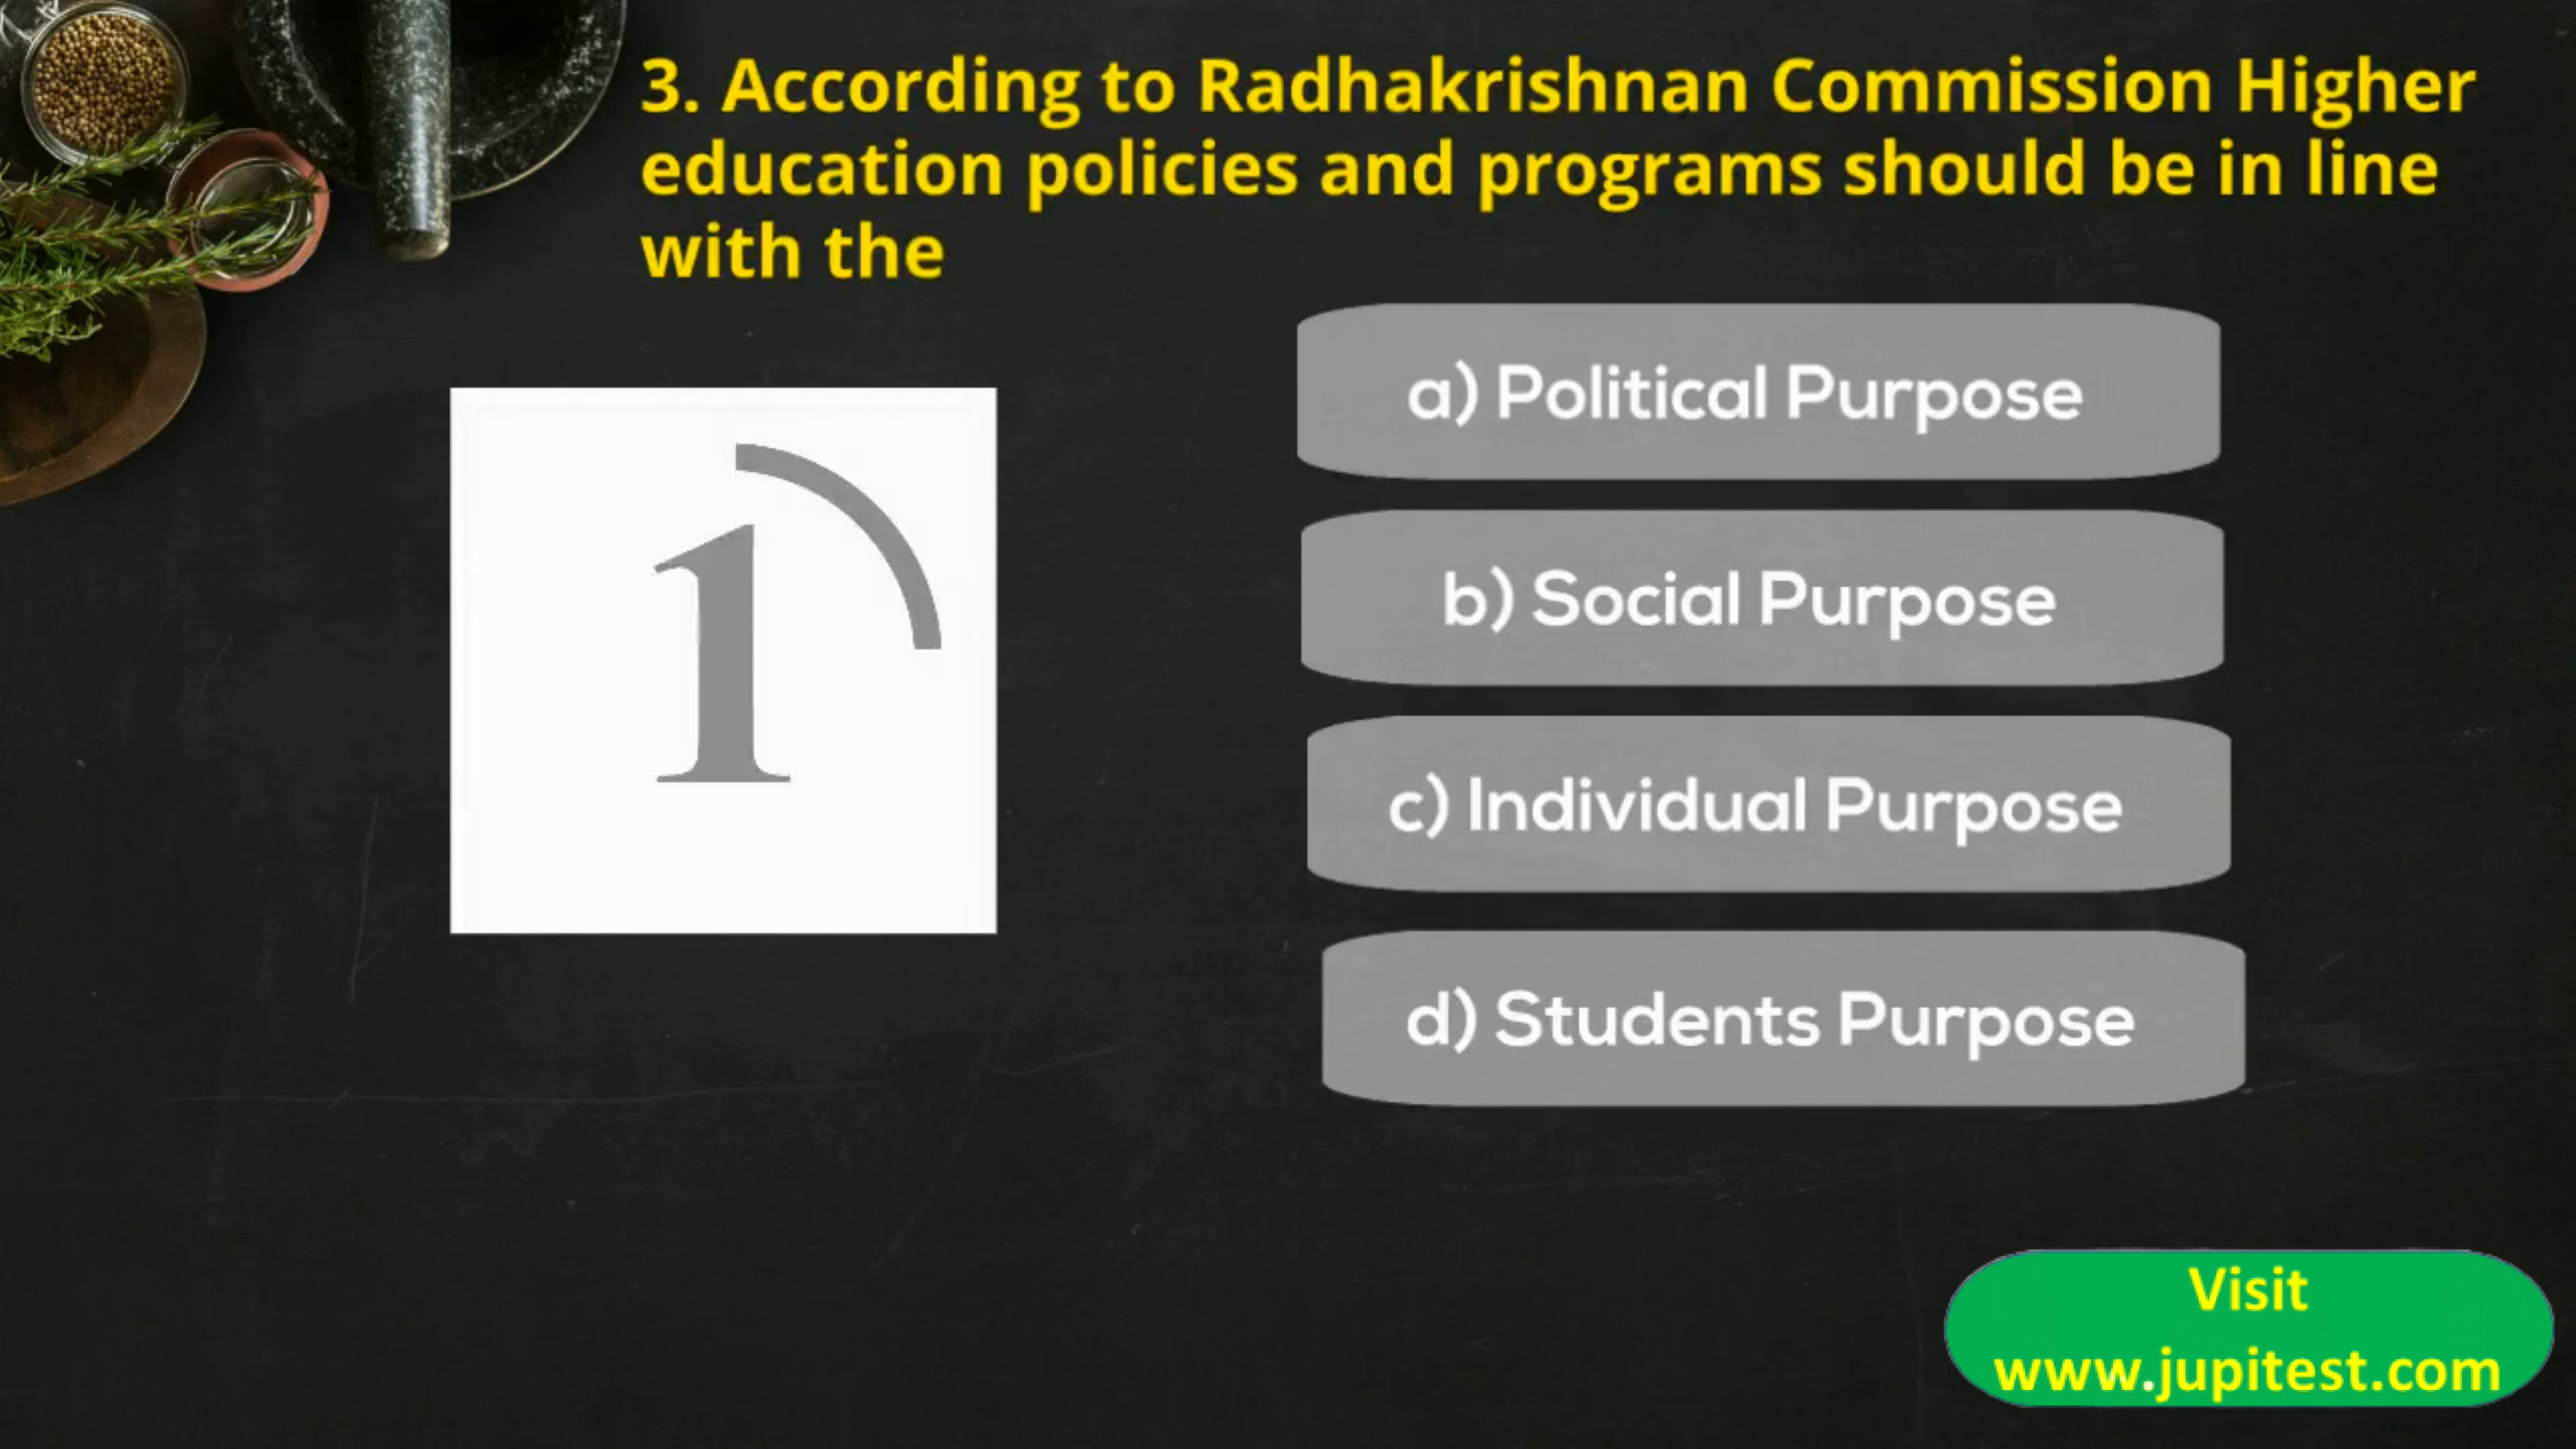 3. According to Radhakrishnan Commission Higher
education policies and programs should be in line
with the
1
a) Political Purpose
b) Social Purpose
c) Individual Purpose
d) Students Purpose
Visit
www.jupitest.com